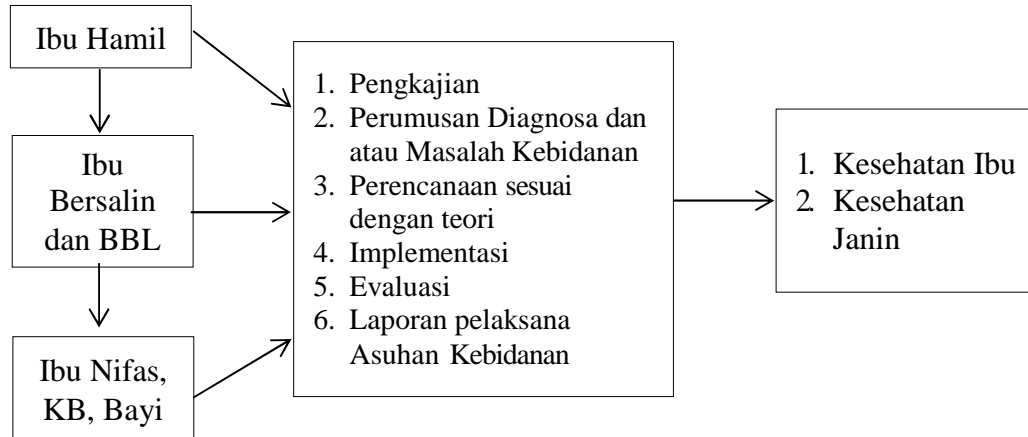 Ibu Hamil
Ibu
Bersalin
dan BBL
Ibu Nifas,
KB, Bayi
1. Pengkajian
2. Perumusan Diagnosa dan
atau Masalah Kebidanan
3. Perencanaan sesuai
dengan teori
4. Implementasi
5. Evaluasi
6. Laporan pelaksana
Asuhan Kebidanan
1. Kesehatan Ibu
2. Kesehatan
Janin